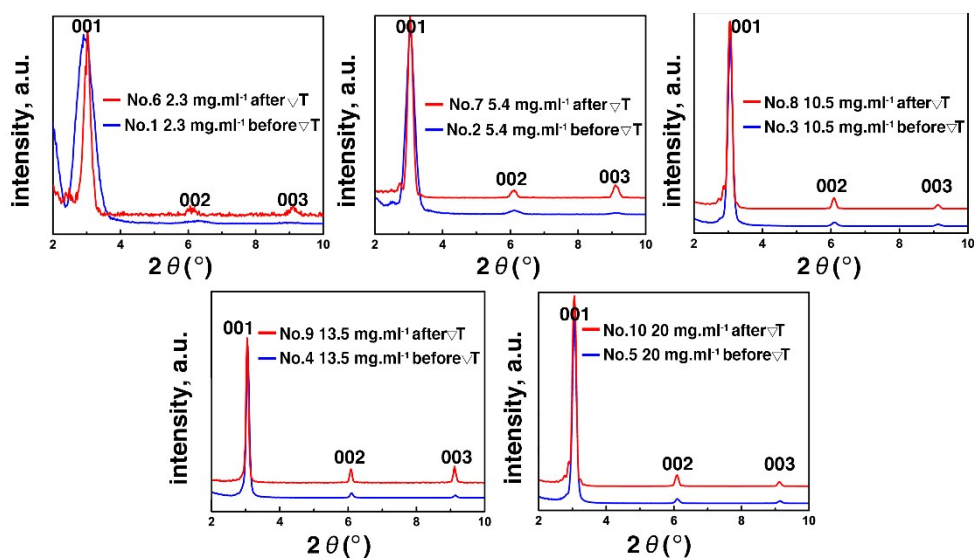 001
intensity, a.u.
No.6 2.3 mg.ml⁻¹ after ▽T
No.1 2.3 mg.ml⁻¹ before▽T
002
003
2 4 6 8 10
2 θ (°)
001
intensity, a.u.
No.7 5.4 mg.ml⁻¹ after▽T
No.2 5.4 mg.ml⁻¹ before▽T
002
003
2 4 6 8 10
2 θ (°)
001
intensity, a.u.
No.8 10.5 mg.ml⁻¹ after▽T
No.3 10.5 mg.ml⁻¹ before▽T
002
003
2 4 6 8 10
2 θ (°)
001
intensity, a.u.
No.9 13.5 mg.ml⁻¹ after▽T
No.4 13.5 mg.ml⁻¹ before▽T
002
003
2 4 6 8 10
2 θ (°)
001
intensity, a.u.
No.10 20 mg.ml⁻¹ after▽T
No.5 20 mg.ml⁻¹ before▽T
002
003
2 4 6 8 10
2 θ (°)